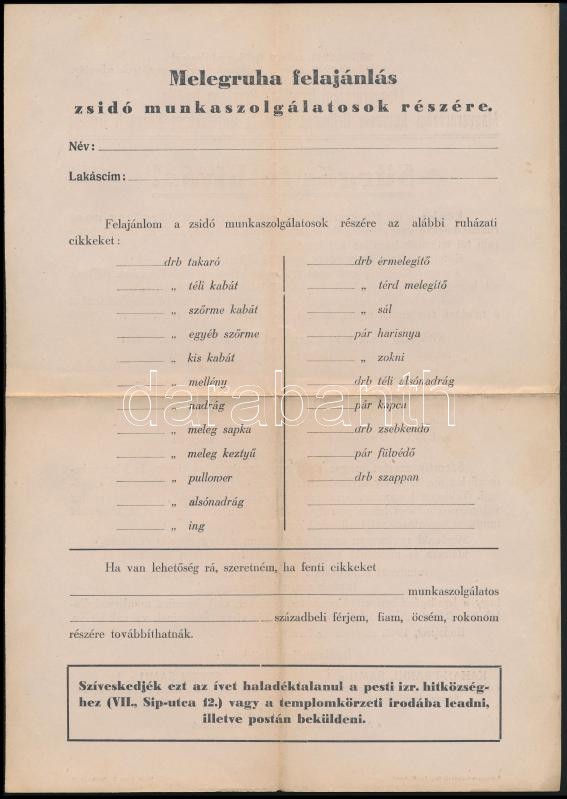 Melegruha felajánlás
zsidó munkaszolgálatosok részére.
Név:
Lakáscim:
Felajánlom a zsidó munkaszolgálatosok részére az alábbi ruházati
cikkeket:
drb takaró
„ téli kabát
„ szőrme kabát
„ egyéb szőrme
„ kis kabát
„ mellény
„ nadrág
„ meleg sapka
„ meleg keztyű
„ pullower
„ alsónadrág
„ ing
drb érmelegítő
„ térd melegítő
„ sál
pár harisnya
„ zokni
drb téli alsónadrág
pár kapca
drb zsebkendő
pár fülvédő
drb szappan
darabanth
Ha van lehetőség rá, szeretném, ha fenti cikkeket
munkaszolgálatos
századbeli férjem, fiam, öcsém, rokonom
részére továbbíthatnák.
Szíveskedjék ezt az ívet haladéktalanul a pesti izr. hitközség-
hez (VII., Sip-utca 12.) vagy a templomkörzeti irodába leadni,
illetve postán beküldeni.